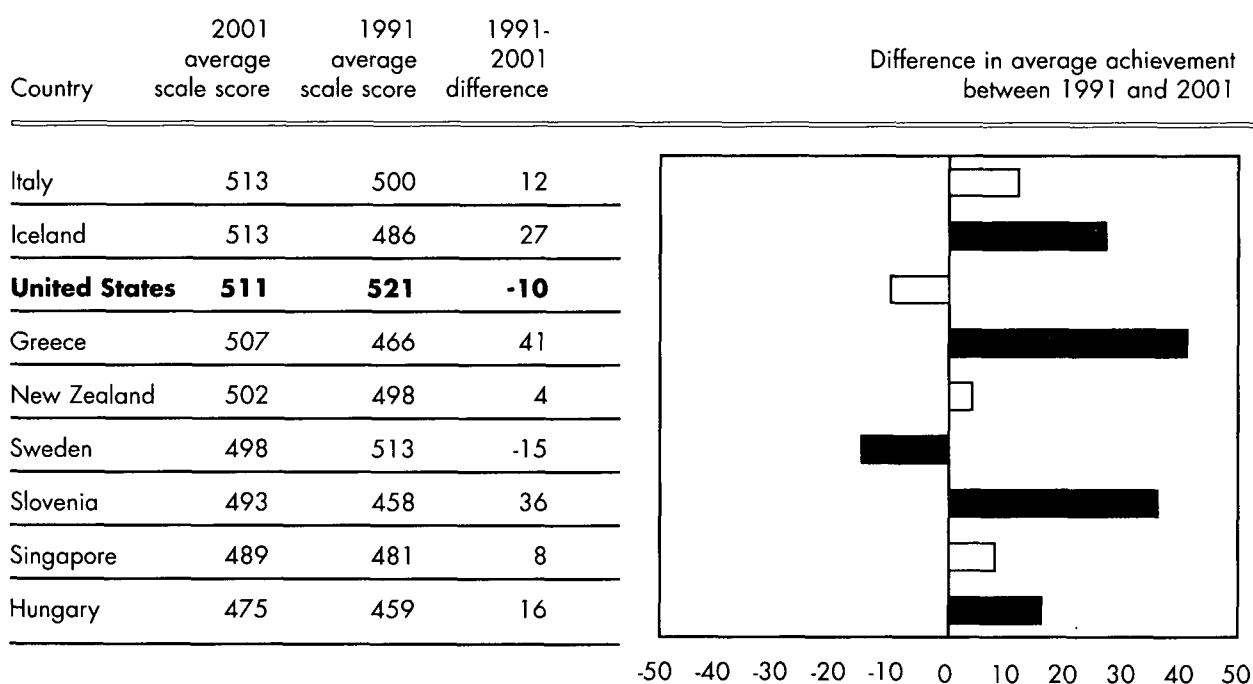 2001 1991 1991-
average average 2001 Difference in average achievement
Country scale score scale score difference between 1991 and 2001
Italy 513 500 12
Iceland 513 486 27
United States 511 521 -10
Greece 507 466 41
New Zealand 502 498 4
Sweden 498 513 -15
Slovenia 493 458 36
Singapore 489 481 8
Hungary 475 459 16
-50 -40 -30 -20 -10 0 10 20 30 40 50